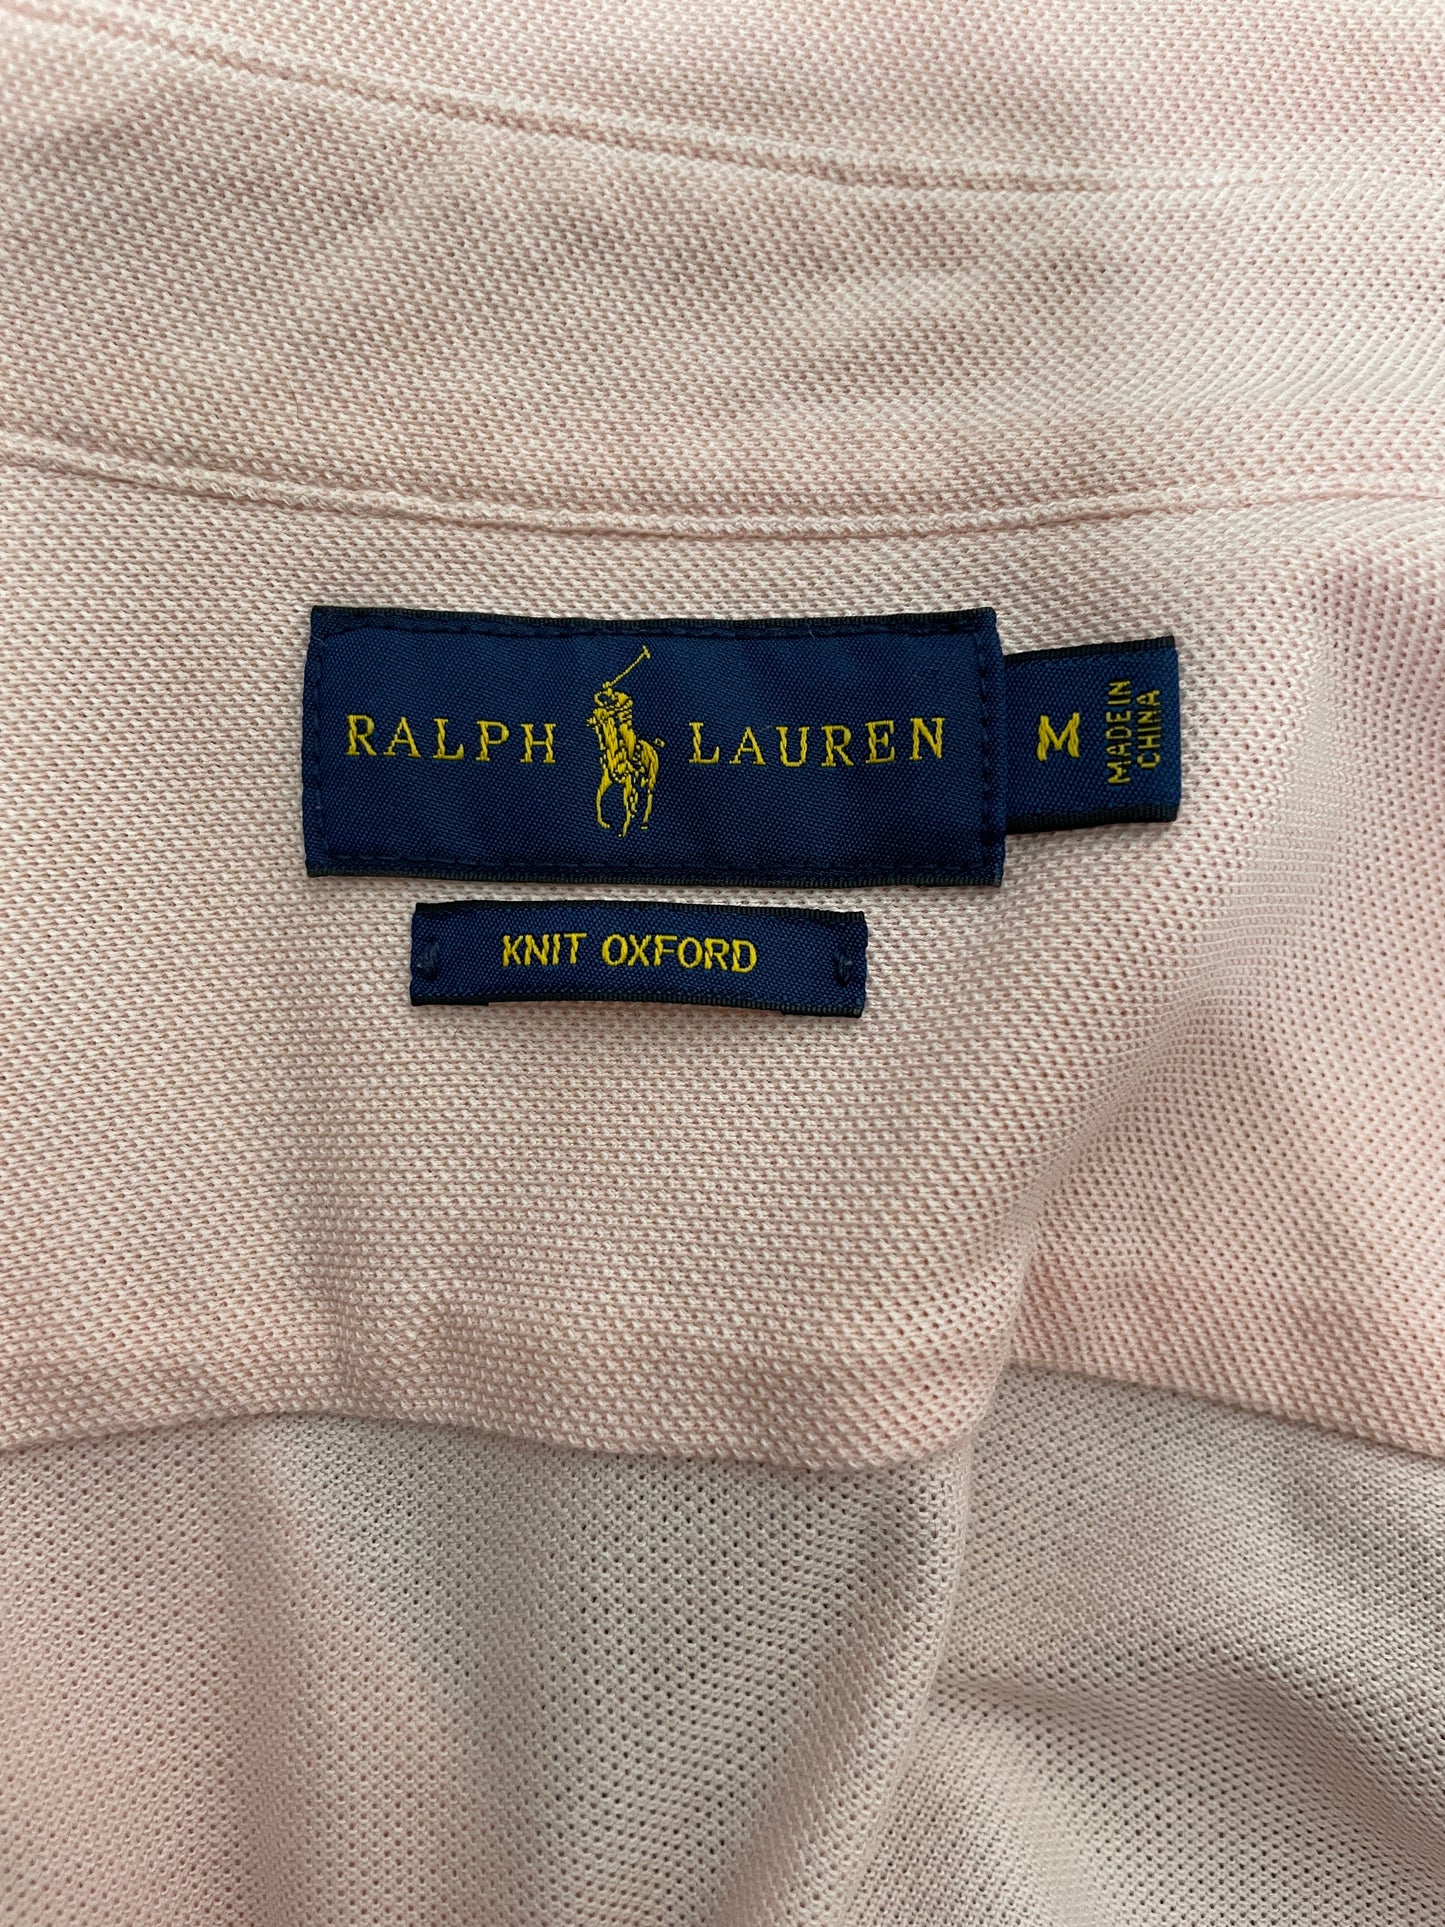 RALPH LAUREN
M
MADE IN
CHINA
KNIT OXFORD